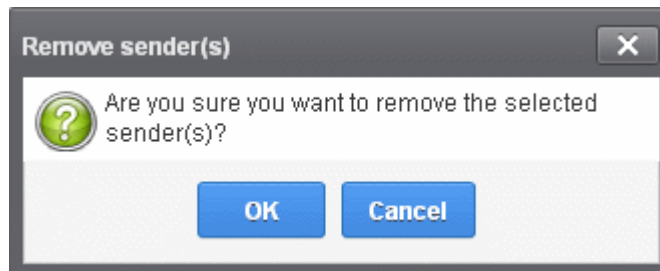 Remove sender(s)
Are you sure you want to remove the selected
sender(s)?
OK
Cancel